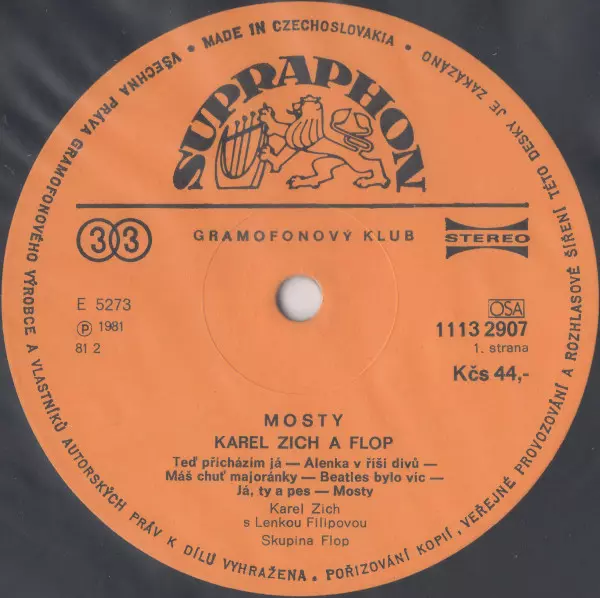 VŠECHNA PRÁVA GRAMOFONOVÉHO VÝROBCE A VLASTNÍKŮ AUTORSKÝCH PRÁV K DÍLU VYHRAŽENA. POŘIZOVÁNÍ KOPIÍ, VEŘEJNÉ PROVOZOVÁNÍ A ROZHLASOVÉ ŠÍŘENÍ TÉTO DESKY JE ZAKÁZÁNO • MADE IN CZECHOSLOVAKIA •
SUPRAPHON
33
GRAMOFONOVÝ KLUB
STEREO
E 5273
Ⓟ 1981
81 2
OSA
1113 2907
1. strana
Kčs 44,-
MOSTY
KAREL ZICH A FLOP
Teď přicházím já — Alenka v říši divů —
Máš chuť majoránky — Beatles bylo víc —
Já, ty a pes — Mosty
Karel Zich
s Lenkou Filipovou
Skupina Flop